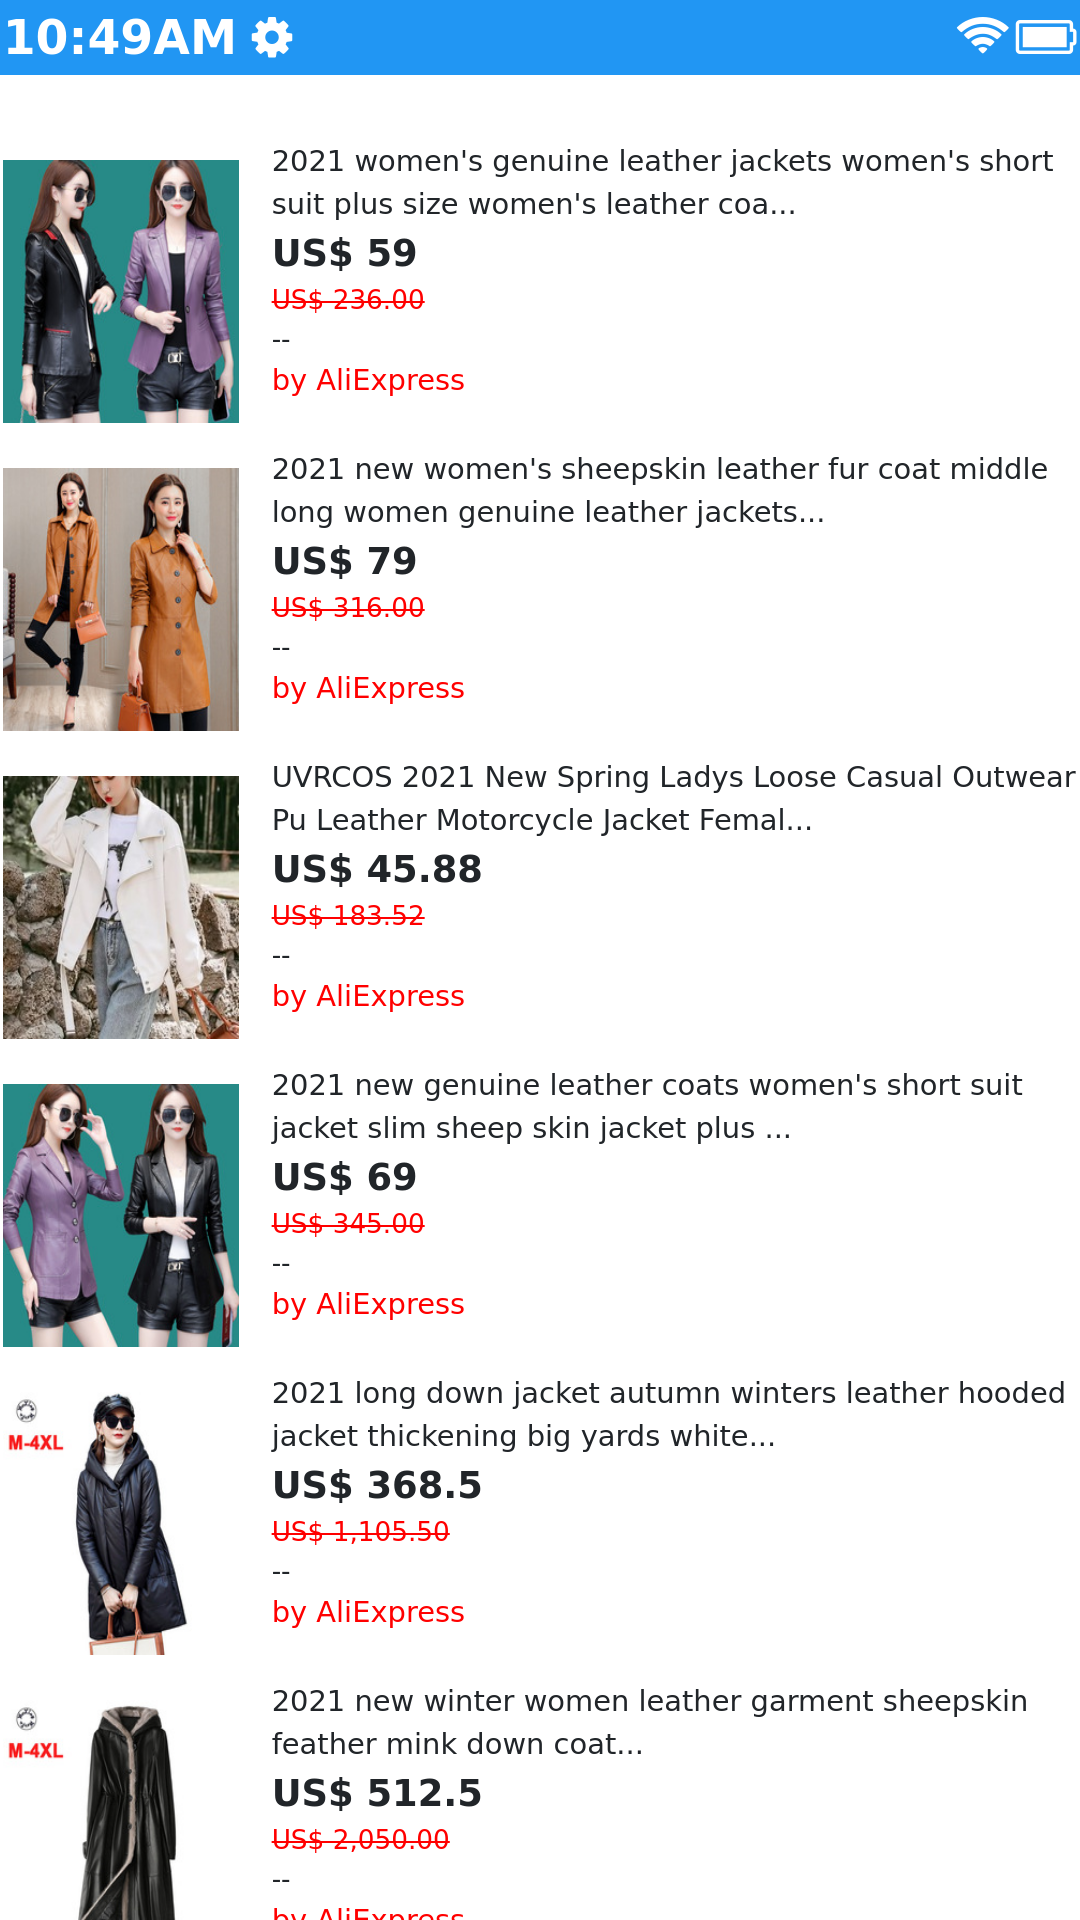 10:49AM
2021 women's genuine leather jackets women's short
suit plus size women's leather coa...
US$ 59
US$ 236.00
--
by AliExpress
2021 new women's sheepskin leather fur coat middle
long women genuine leather jackets...
US$ 79
US$ 316.00
--
by AliExpress
UVRCOS 2021 New Spring Ladys Loose Casual Outwear
Pu Leather Motorcycle Jacket Femal...
US$ 45.88
US$ 183.52
--
by AliExpress
2021 new genuine leather coats women's short suit
jacket slim sheep skin jacket plus ...
US$ 69
US$ 345.00
--
by AliExpress
M-4XL
2021 long down jacket autumn winters leather hooded
jacket thickening big yards white...
US$ 368.5
US$ 1,105.50
--
by AliExpress
M-4XL
2021 new winter women leather garment sheepskin
feather mink down coat...
US$ 512.5
US$ 2,050.00
--
by AliExpress